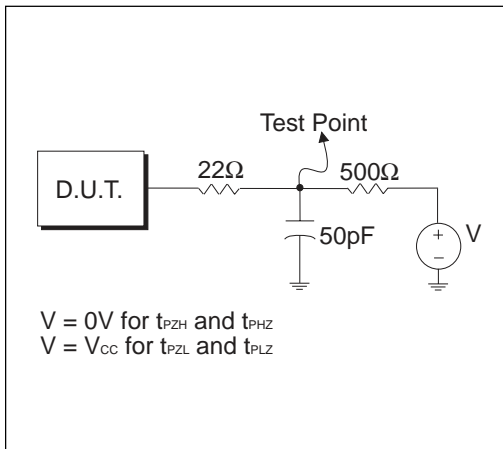 Test Point
D.U.T.
22Ω
500Ω
50pF
+
−
V
V = 0V for tPZH and tPHZ
V = VCC for tPZL and tPLZ